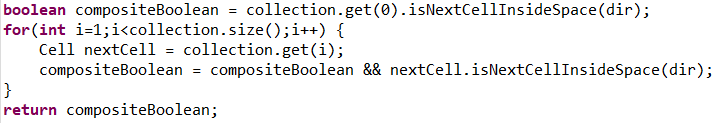 boolean compositeBoolean = collection.get(0).isNextCellInsideSpace(dir);
for(int i=1;i<collection.size();i++) {
    Cell nextCell = collection.get(i);
    compositeBoolean = compositeBoolean && nextCell.isNextCellInsideSpace(dir);
}
return compositeBoolean;